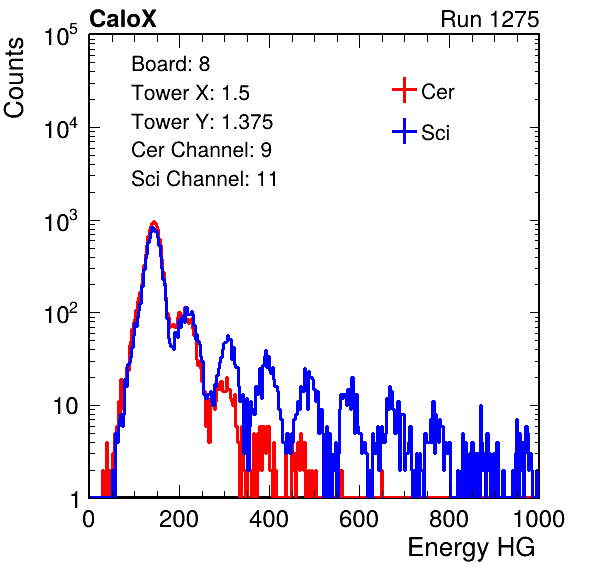 CaloX Run 1275
Counts
10^5
10^4
10^3
10^2
10
1
Board: 8
Tower X: 1.5
Tower Y: 1.375
Cer Channel: 9
Sci Channel: 11
Cer
Sci
0 200 400 600 800 1000
Energy HG